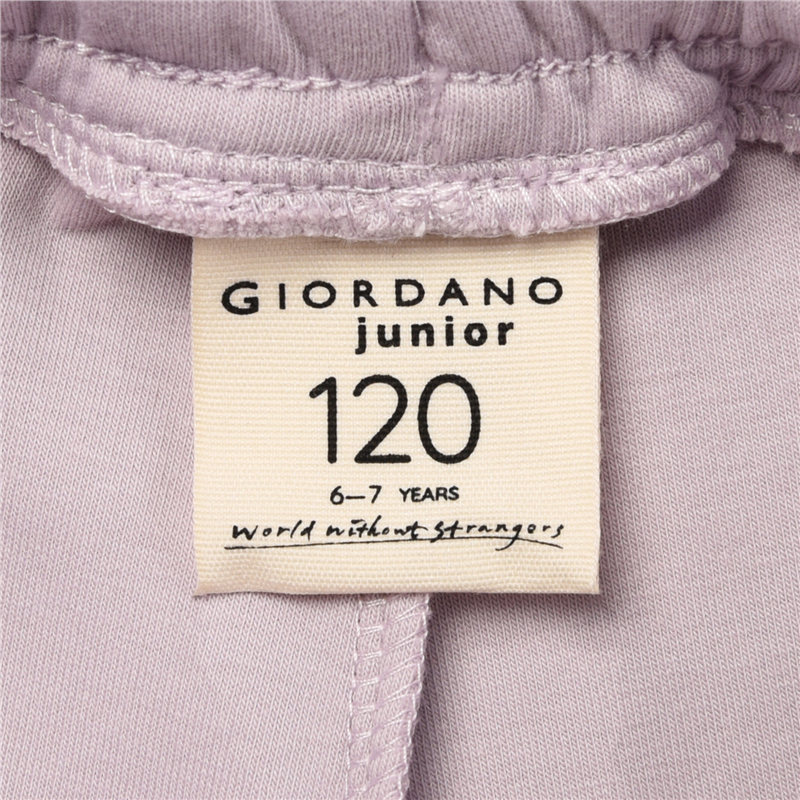 GIORDANO
junior
120
6–7 YEARS
World without strangers